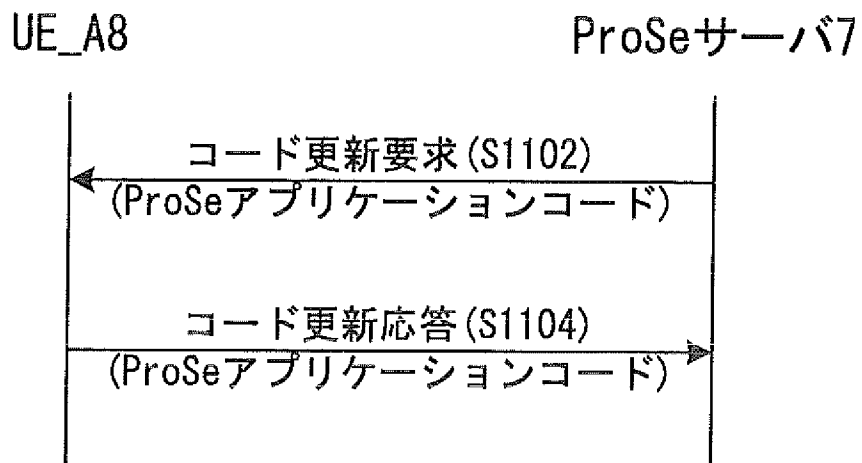 UE_A8
ProSeサーバ7
コード更新要求(S1102)
(ProSeアプリケーションコード)
コード更新応答(S1104)
(ProSeアプリケーションコード)